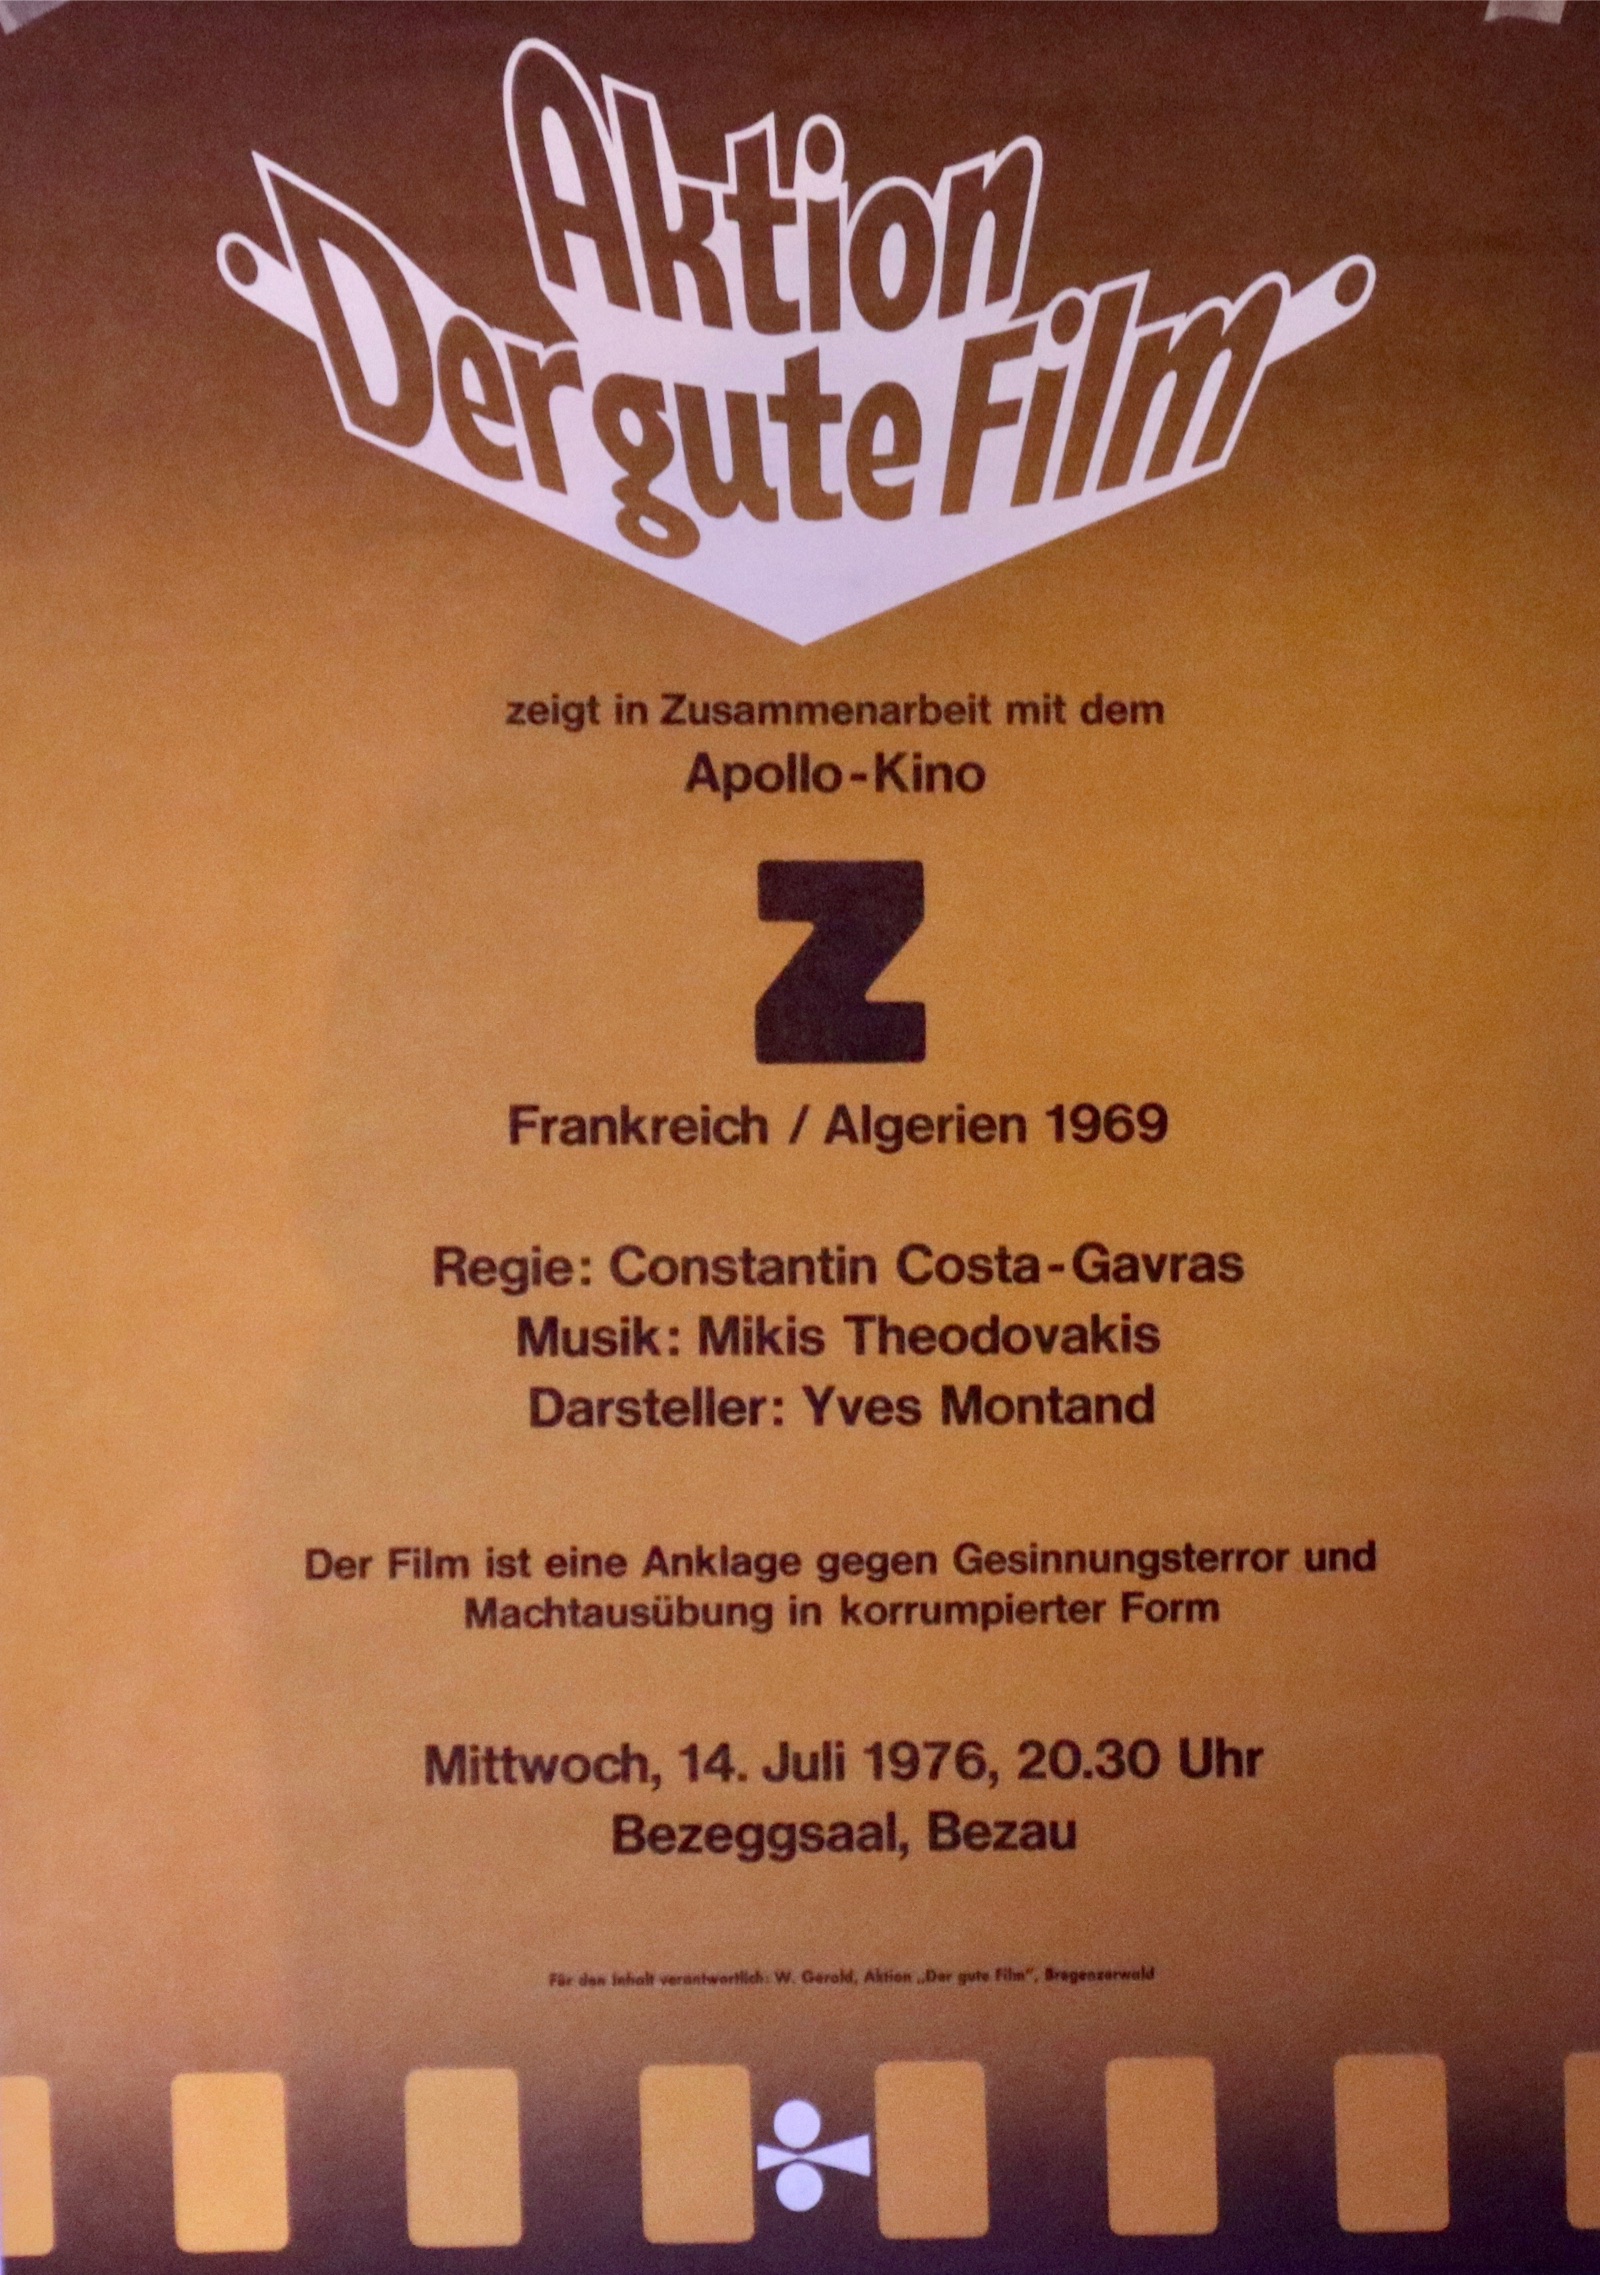 Aktion
Der gute Film
zeigt in Zusammenarbeit mit dem
Apollo-Kino
Z
Frankreich / Algerien 1969
Regie: Constantin Costa-Gavras
Musik: Mikis Theodovakis
Darsteller: Yves Montand
Der Film ist eine Anklage gegen Gesinnungsterror und
Machtausübung in korrumpierter Form
Mittwoch, 14. Juli 1976, 20.30 Uhr
Bezeggsaal, Bezau
Für den Inhalt verantwortlich: W. Gerold, Aktion „Der gute Film“, Bregenzerwald